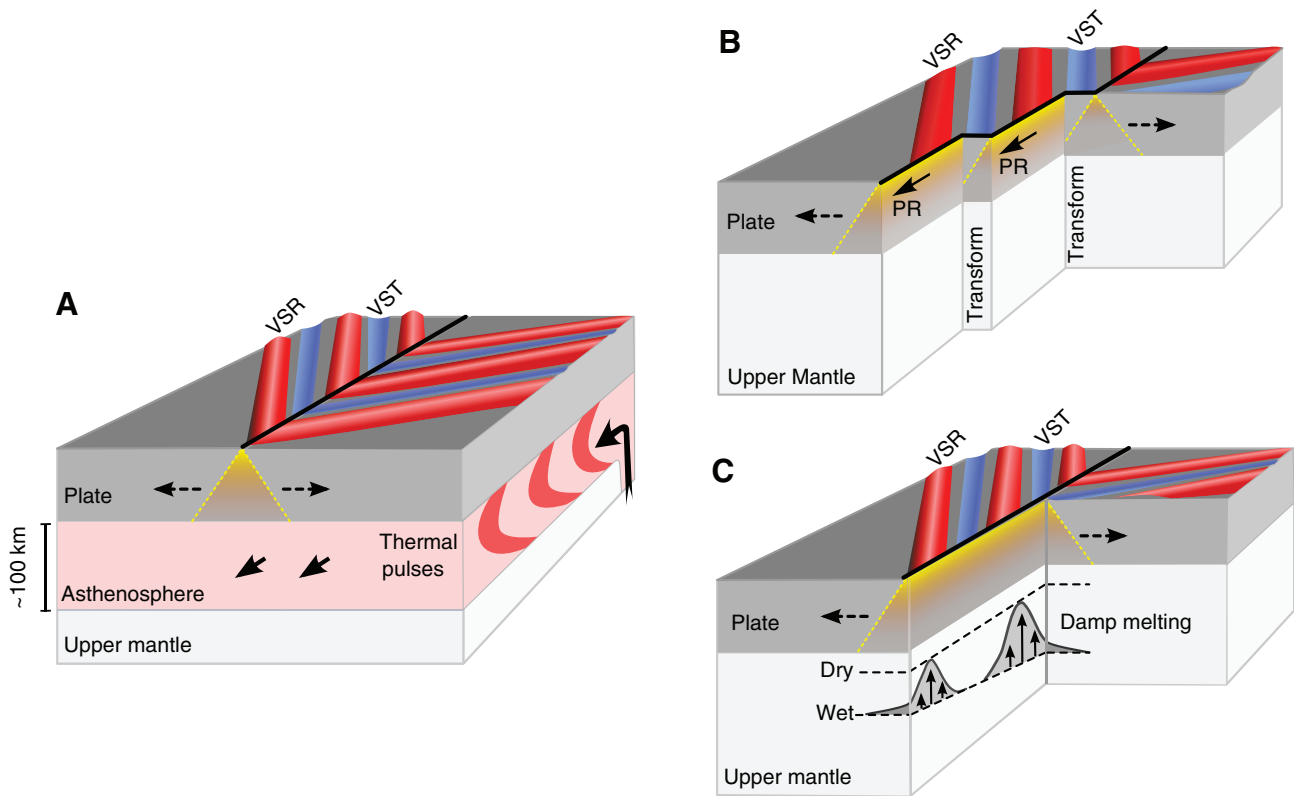 A
VSR
VST
Plate
Thermal
pulses
~100 km
Asthenosphere
Upper mantle
B
VSR
VST
PR
PR
Plate
Transform
Transform
Upper Mantle
C
VSR
VST
Plate
Damp melting
Dry
Wet
Upper mantle